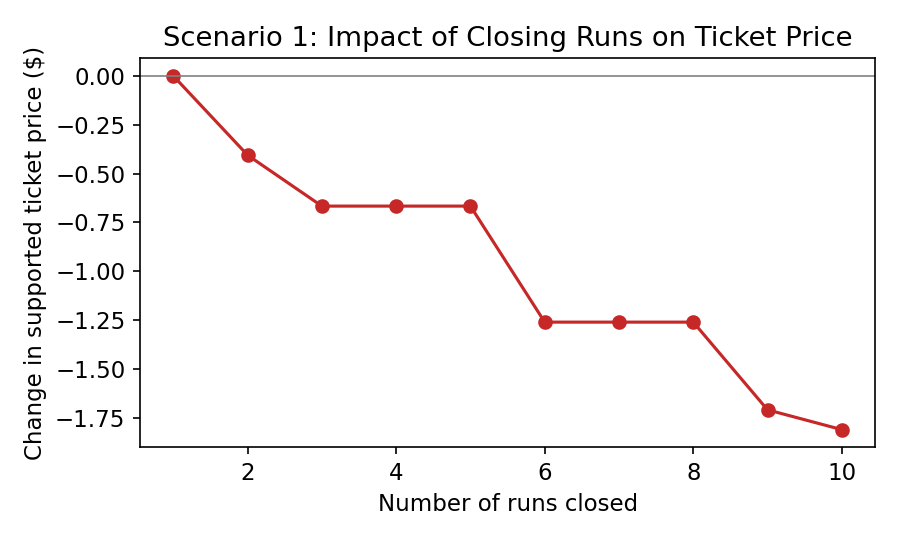 Scenario 1: Impact of Closing Runs on Ticket Price
Change in supported ticket price ($)
0.00
−0.25
−0.50
−0.75
−1.00
−1.25
−1.50
−1.75
2 4 6 8 10
Number of runs closed